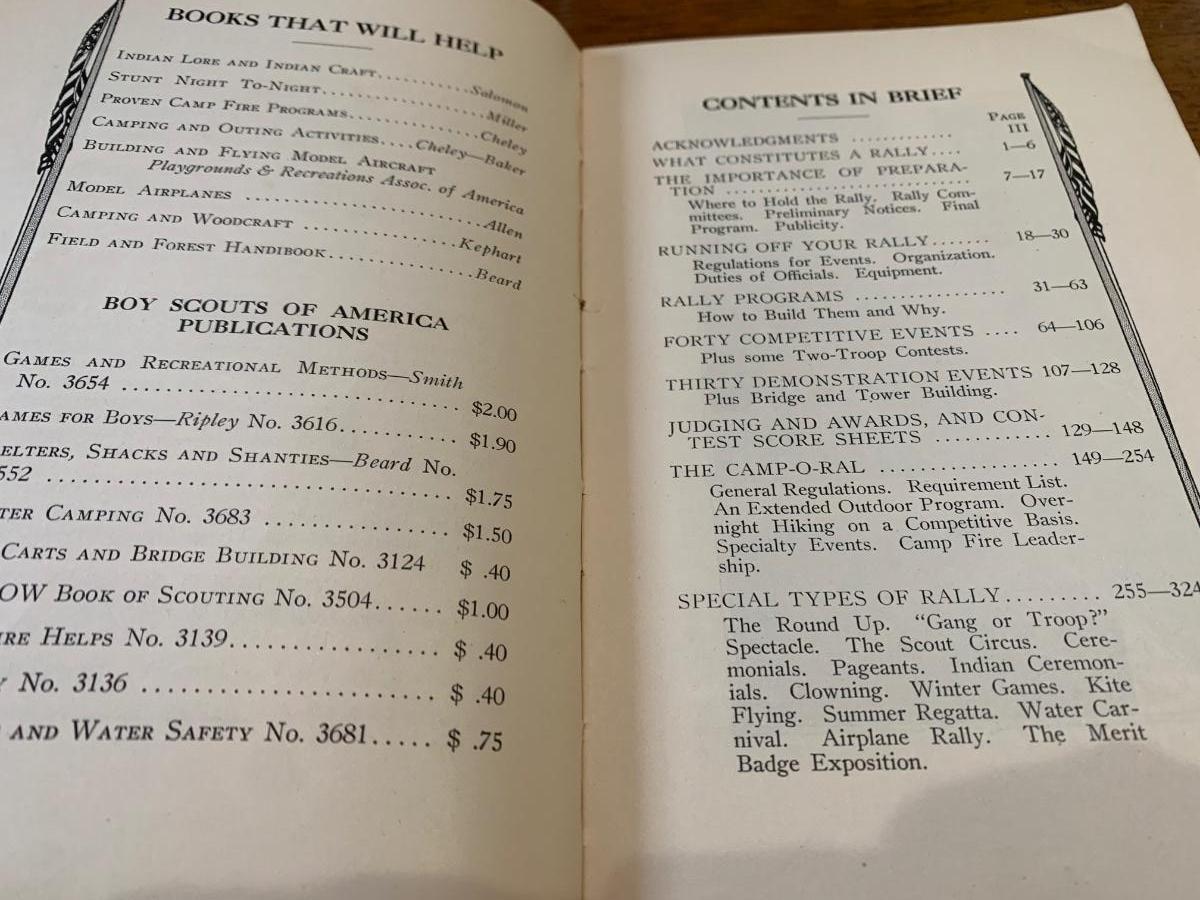 BOOKS THAT WILL HELP
INDIAN LORE AND INDIAN CRAFT..........Salomon
STUNT NIGHT TO-NIGHT..................Miller
PROVEN CAMP FIRE PROGRAMS..............Cheley
CAMPING AND OUTING ACTIVITIES....Cheley—Baker
BUILDING AND FLYING MODEL AIRCRAFT
Playgrounds & Recreations Assoc. of America
MODEL AIRPLANES ..........................Allen
CAMPING AND WOODCRAFT ................Kephart
FIELD AND FOREST HANDIBOOK...............Beard
BOY SCOUTS OF AMERICA
PUBLICATIONS
GAMES AND RECREATIONAL METHODS—Smith
No. 3654 ................................ $2.00
AMES FOR BOYS—Ripley No. 3616........... $1.90
ELTERS, SHACKS AND SHANTIES—Beard No.
552 ...................................... $1.75
TER CAMPING No. 3683 .................. $1.50
CARTS AND BRIDGE BUILDING No. 3124 $ .40
OW BOOK OF SCOUTING No. 3504...... $1.00
IRE HELPS No. 3139.................... $ .40
No. 3136 ............................ $ .40
AND WATER SAFETY No. 3681..... $ .75
CONTENTS IN BRIEF
PAGE
ACKNOWLEDGMENTS ............ III
WHAT CONSTITUTES A RALLY.... 1—6
THE IMPORTANCE OF PREPARA-
TION ............................. 7—17
Where to Hold the Rally. Rally Com-
mittees. Preliminary Notices. Final
Program. Publicity.
RUNNING OFF YOUR RALLY....... 18—30
Regulations for Events. Organization.
Duties of Officials. Equipment.
RALLY PROGRAMS ................. 31—63
How to Build Them and Why.
FORTY COMPETITIVE EVENTS .... 64—106
Plus some Two-Troop Contests.
THIRTY DEMONSTRATION EVENTS 107—128
Plus Bridge and Tower Building.
JUDGING AND AWARDS, AND CON-
TEST SCORE SHEETS ............ 129—148
THE CAMP-O-RAL .................. 149—254
General Regulations. Requirement List.
An Extended Outdoor Program. Over-
night Hiking on a Competitive Basis.
Specialty Events. Camp Fire Leader-
ship.
SPECIAL TYPES OF RALLY......... 255—324
The Round Up. "Gang or Troop?"
Spectacle. The Scout Circus. Cere-
monials. Pageants. Indian Ceremon-
ials. Clowning. Winter Games. Kite
Flying. Summer Regatta. Water Car-
nival. Airplane Rally. The Merit
Badge Exposition.